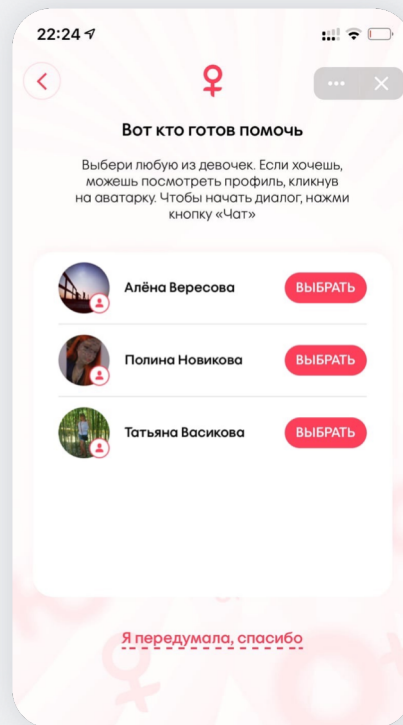 22:24
Вот кто готов помочь
Выбери любую из девочек. Если хочешь,
можешь посмотреть профиль, кликнув
на аватарку. Чтобы начать диалог, нажми
кнопку «Чат»
Алёна Вересова
ВЫБРАТЬ
Полина Новикова
ВЫБРАТЬ
Татьяна Васикова
ВЫБРАТЬ
Я передумала, спасибо